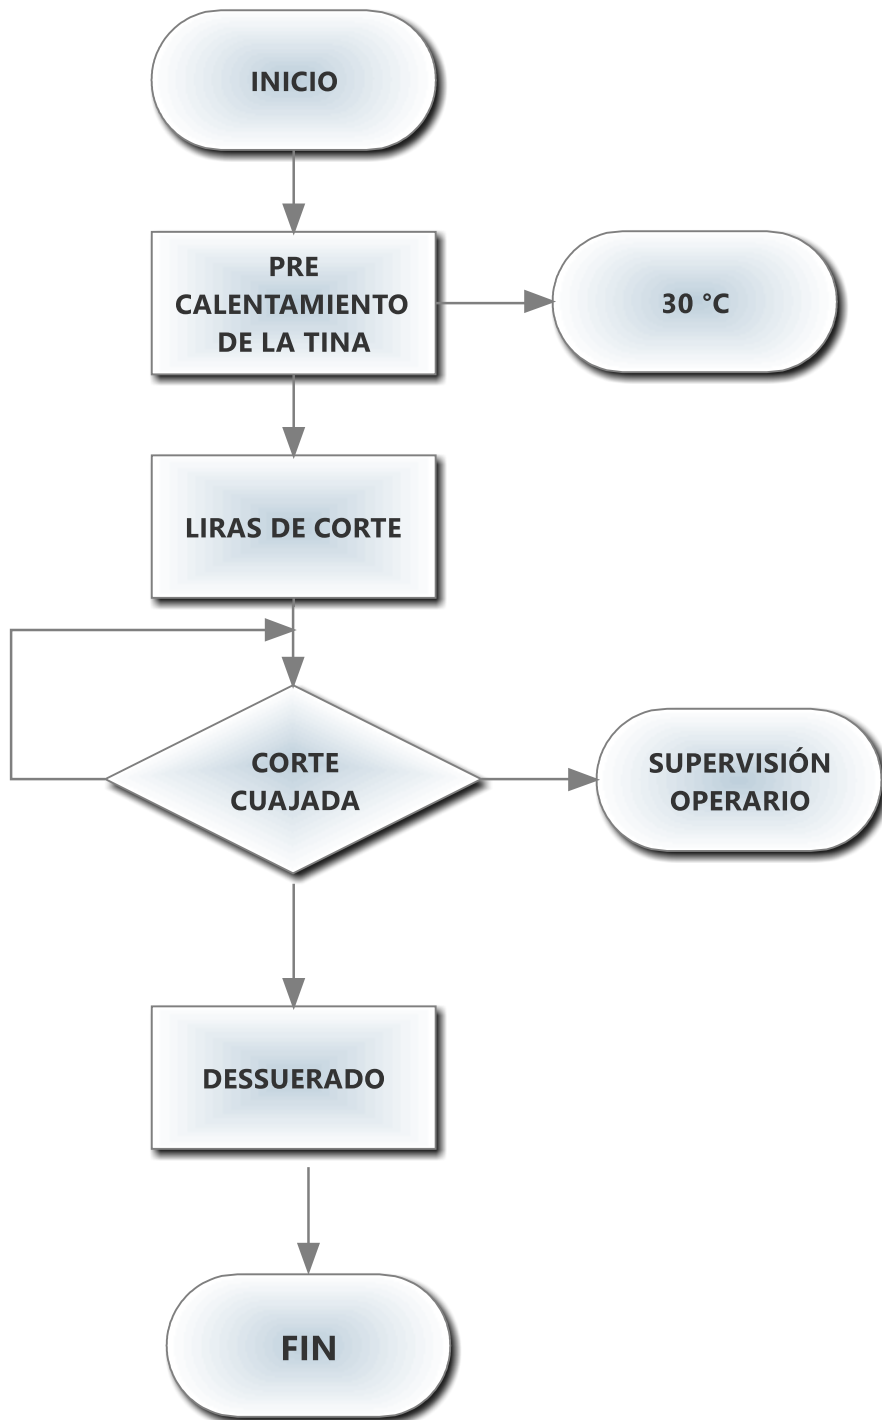 INICIO
PRE
CALENTAMIENTO
DE LA TINA
30 °C
LIRAS DE CORTE
CORTE
CUAJADA
SUPERVISIÓN
OPERARIO
DESSUERADO
FIN